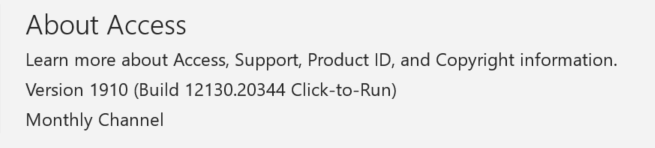 About Access
Learn more about Access, Support, Product ID, and Copyright information.
Version 1910 (Build 12130.20344 Click-to-Run)
Monthly Channel